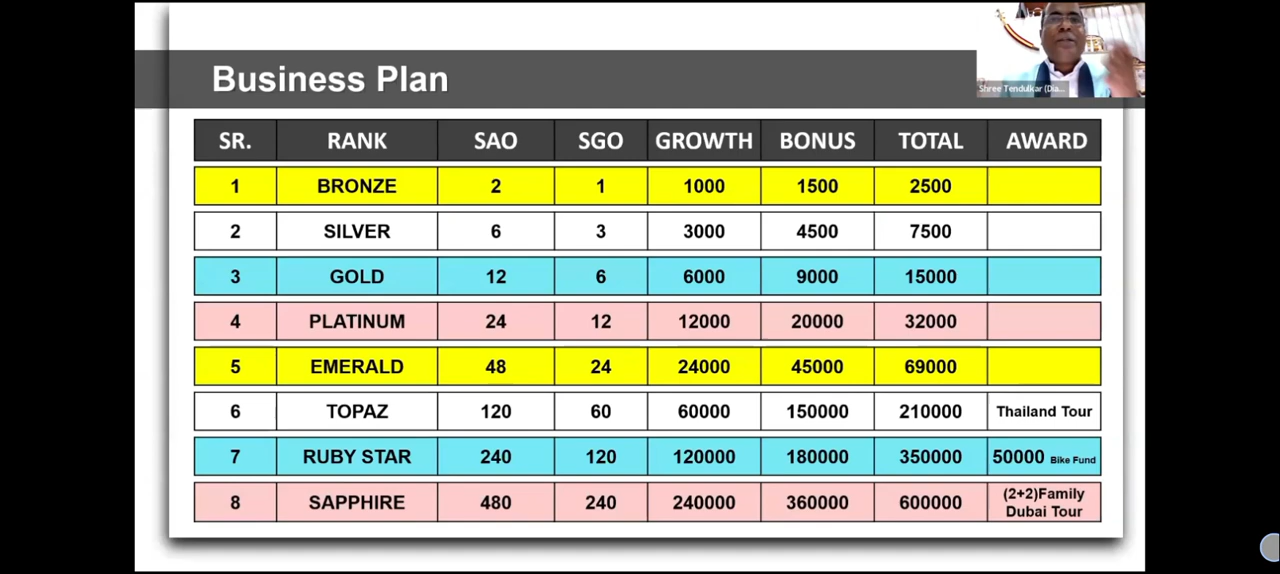 Business Plan
Shree Tendulkar (Dia...
SR. RANK SAO SGO GROWTH BONUS TOTAL AWARD
1 BRONZE 2 1 1000 1500 2500
2 SILVER 6 3 3000 4500 7500
3 GOLD 12 6 6000 9000 15000
4 PLATINUM 24 12 12000 20000 32000
5 EMERALD 48 24 24000 45000 69000
6 TOPAZ 120 60 60000 150000 210000 Thailand Tour
7 RUBY STAR 240 120 120000 180000 350000 50000 Bike Fund
8 SAPPHIRE 480 240 240000 360000 600000 (2+2)Family
Dubai Tour